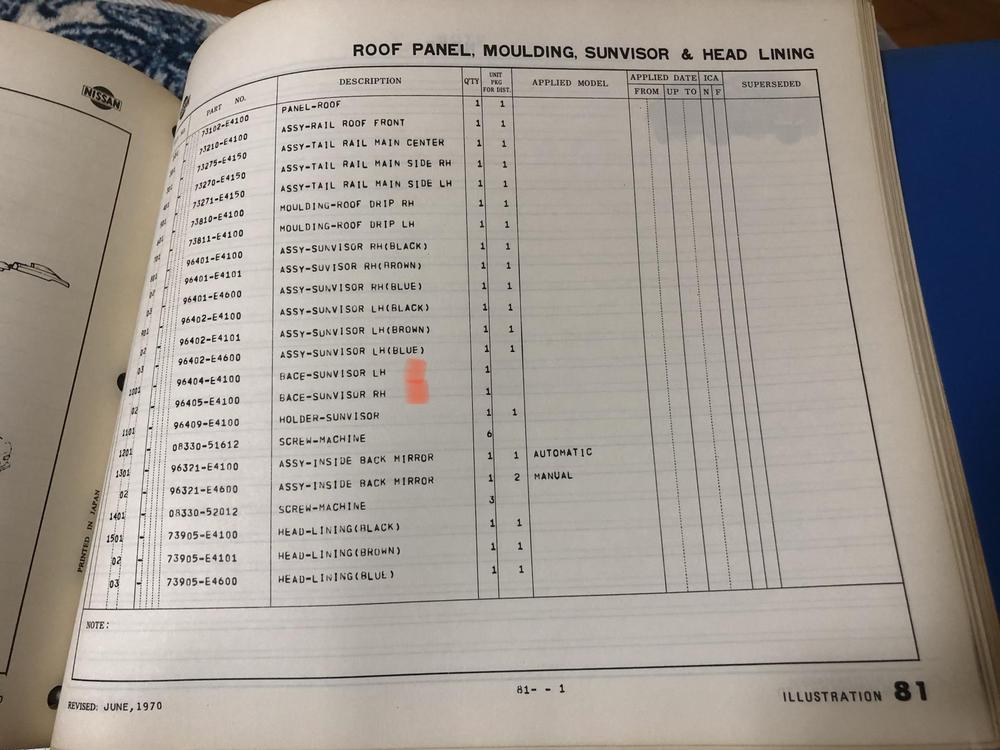 NISSAN
ROOF PANEL, MOULDING, SUNVISOR & HEAD LINING
PART NO. DESCRIPTION Q'TY UNIT PKG FOR DIST. APPLIED MODEL APPLIED DATE FROM UP TO ICA N F SUPERSEDED
73102-E4100 PANEL-ROOF 1 1
73210-E4100 ASSY-RAIL ROOF FRONT 1 1
73275-E4150 ASSY-TAIL RAIL MAIN CENTER 1 1
73270-E4150 ASSY-TAIL RAIL MAIN SIDE RH 1 1
73271-E4150 ASSY-TAIL RAIL MAIN SIDE LH 1 1
73810-E4100 MOULDING-ROOF DRIP RH 1 1
73811-E4100 MOULDING-ROOF DRIP LH 1 1
96401-E4100 ASSY-SUNVISOR RH(BLACK) 1 1
96401-E4101 ASSY-SUVISOR RH(BROWN) 1 1
96401-E4600 ASSY-SUNVISOR RH(BLUE) 1 1
96402-E4100 ASSY-SUNVISOR LH(BLACK) 1 1
96402-E4101 ASSY-SUNVISOR LH(BROWN) 1 1
02 96402-E4600 ASSY-SUNVISOR LH(BLUE) 1 1
03 96404-E4100 BACE-SUNVISOR LH 1
1001 96405-E4100 BACE-SUNVISUR RH 1
02 96409-E4100 HOLDER-SUNVISOR 1 1
1101 08330-51612 SCREW-MACHINE 6
1201 96321-E4100 ASSY-INSIDE BACK MIRROR 1 1 AUTOMATIC
1301 96321-E4600 ASSY-INSIDE BACK MIRROR 1 2 MANUAL
02 08330-52012 SCREW-MACHINE 3
1401 73905-E4100 HEAD-LINING(BLACK) 1 1
1501 73905-E4101 HEAD-LINING(BROWN) 1 1
02 73905-E4600 HEAD-LINING(BLUE) 1 1
03
NOTE:
PRINTED IN JAPAN
REVISED: JUNE,1970
81- - 1
ILLUSTRATION 81